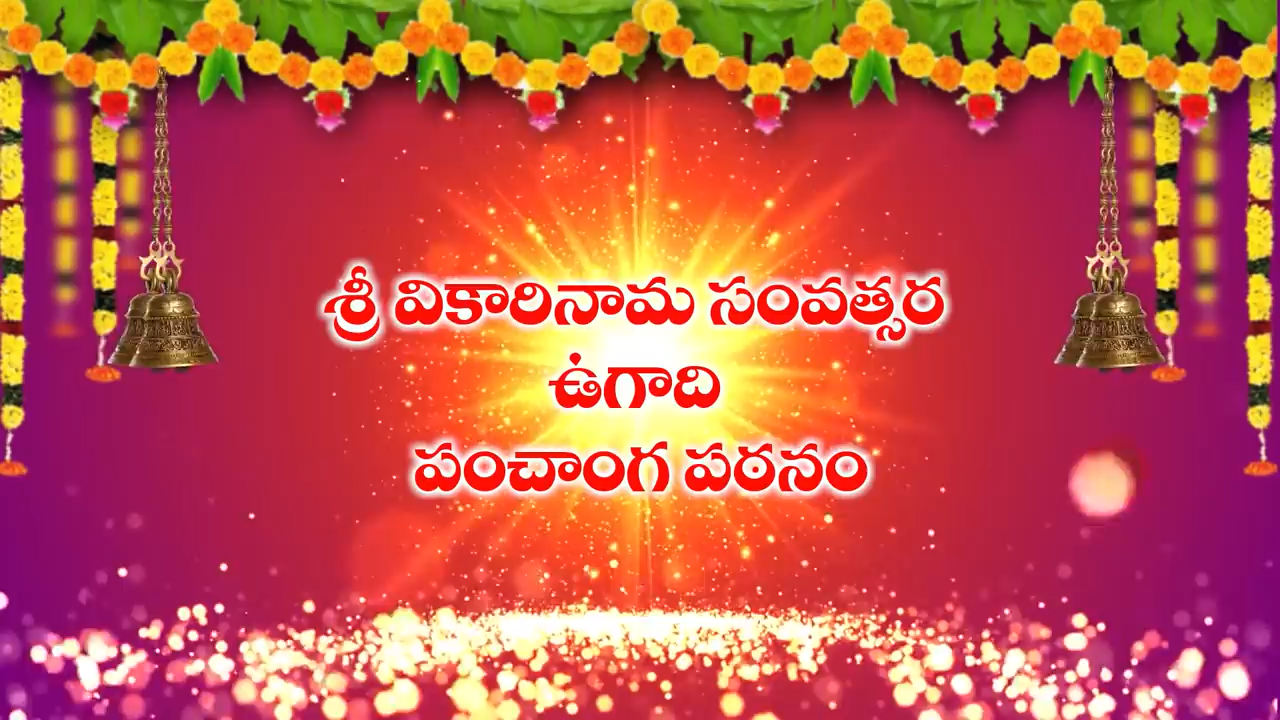 శ్రీ వికారినామ సంవత్సర
ఉగాది
పంచాంగ పఠనం